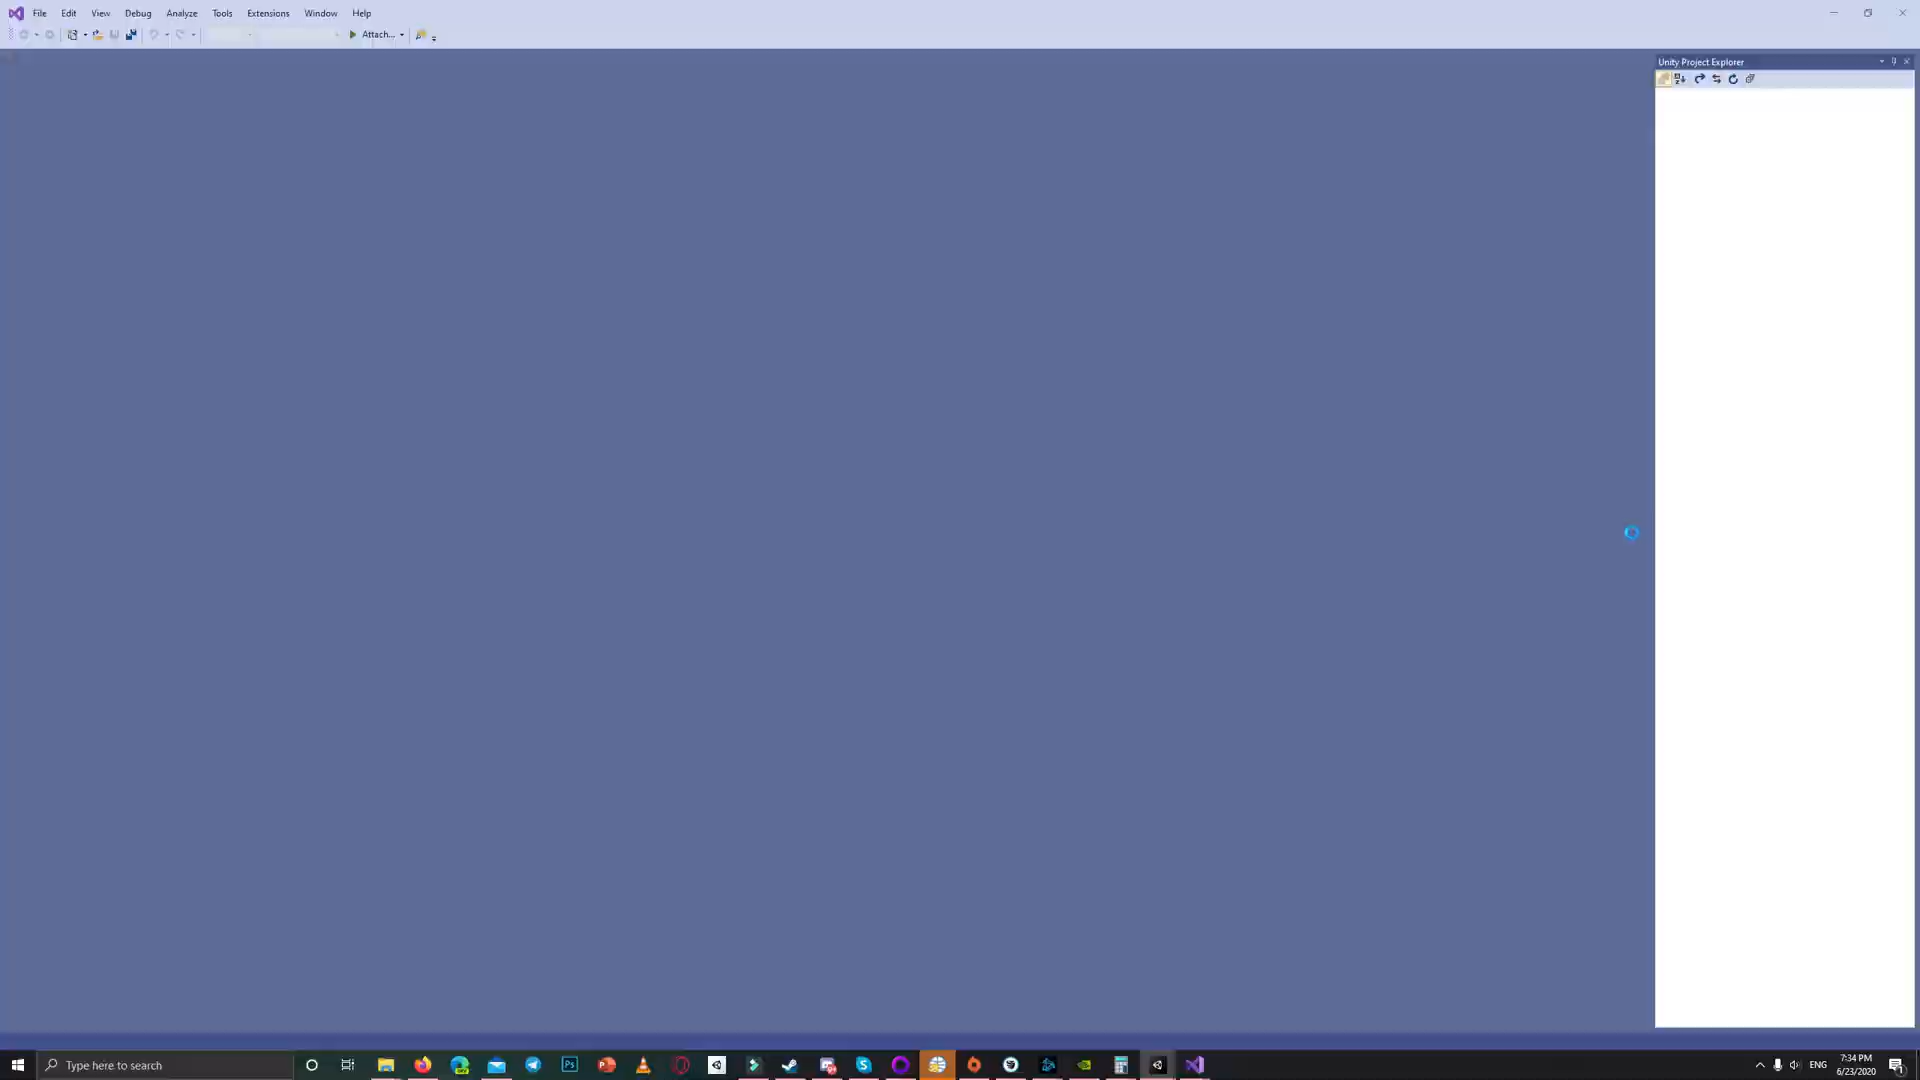 File Edit View Debug Analyze Tools Extensions Window Help
Attach...
Unity Project Explorer
Type here to search
Ps
ENG
7:34 PM
6/23/2020